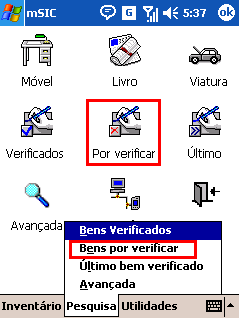 mSIC G 5:37 ok
Móvel Livro Viatura
Verificados Por verificar Último
Avançada
Bens Verificados
Bens por verificar
Último bem verificado
Avançada
Inventário Pesquisa Utilidades